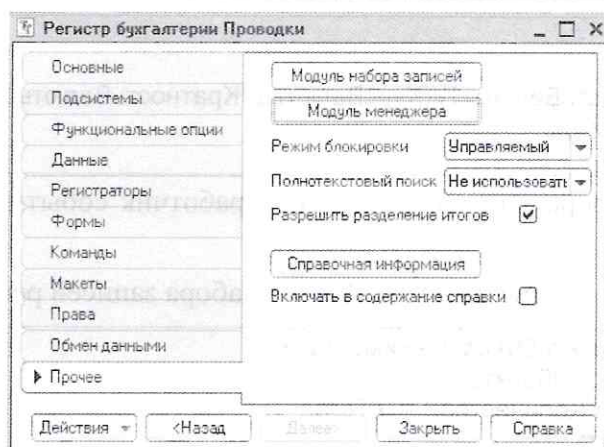 Регистр бухгалтерии Проводки
Основные
Подсистемы
Функциональные опции
Данные
Регистраторы
Формы
Команды
Макеты
Права
Обмен данными
Прочее
Модуль набора записей
Модуль менеджера
Режим блокировки Управляемый
Полнотекстовый поиск Не использовать
Разрешить разделение итогов
Справочная информация
Включать в содержание справки
Действия <Назад Далее> Закрыть Справка